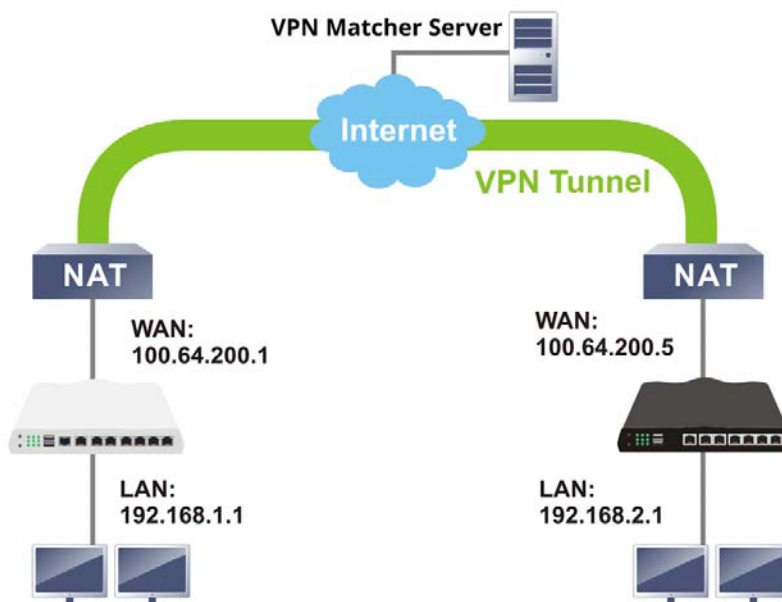 VPN Matcher Server
Internet
VPN Tunnel
NAT
NAT
WAN:
100.64.200.1
WAN:
100.64.200.5
LAN:
192.168.1.1
LAN:
192.168.2.1